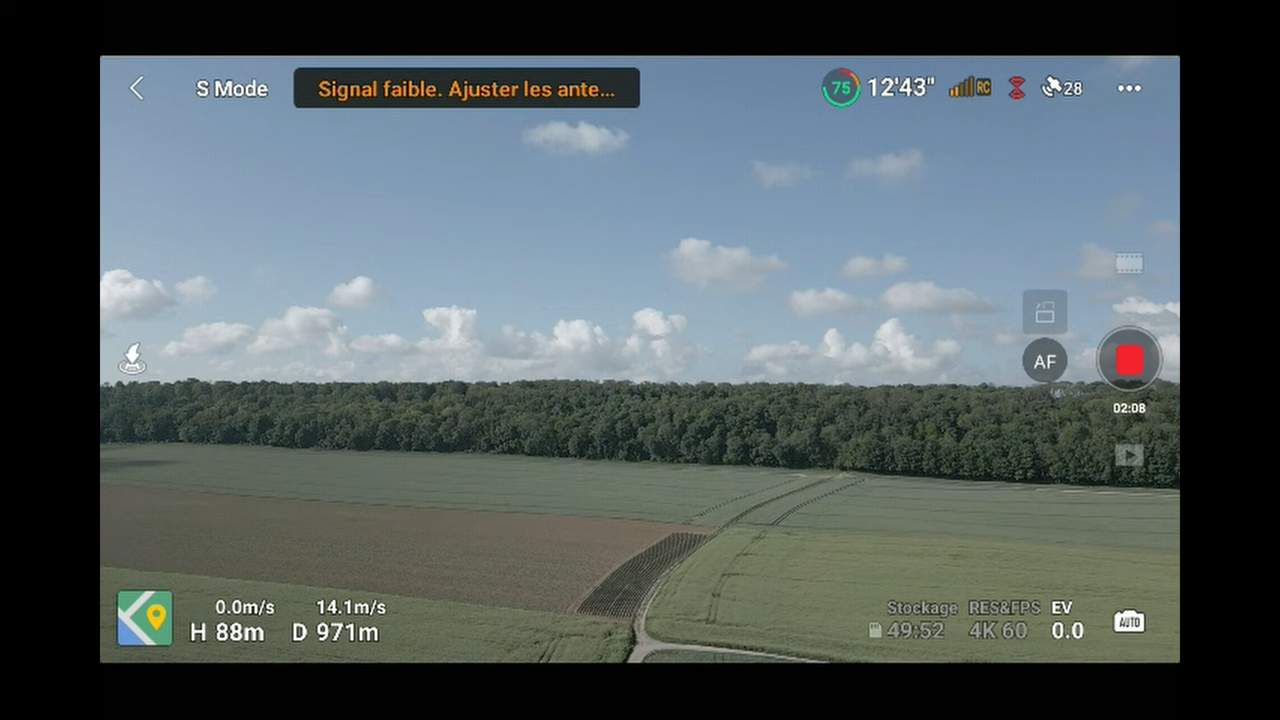 S Mode
Signal faible. Ajuster les ante...
75
12'43"
RC
28
AF
02:08
0.0m/s
14.1m/s
H 88m
D 971m
Stockage
RES&FPS
EV
49:52
4K 60
0.0
AUTO